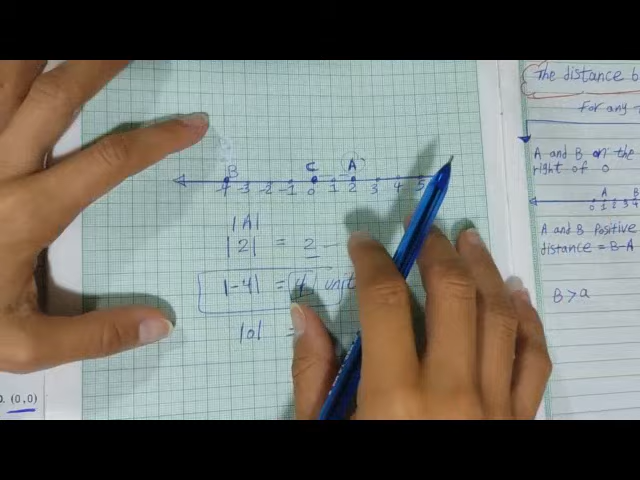 B C A
-4 -3 -2 -1 0 1 2 3 4 5
|A|
|2| = 2
|-4| = 4 unit
|0| =
0. (0,0)
The distance b
For any
A and B on the
right of 0
A B
0 1 2 3 4
A and B positive
distance = B-A
B > a